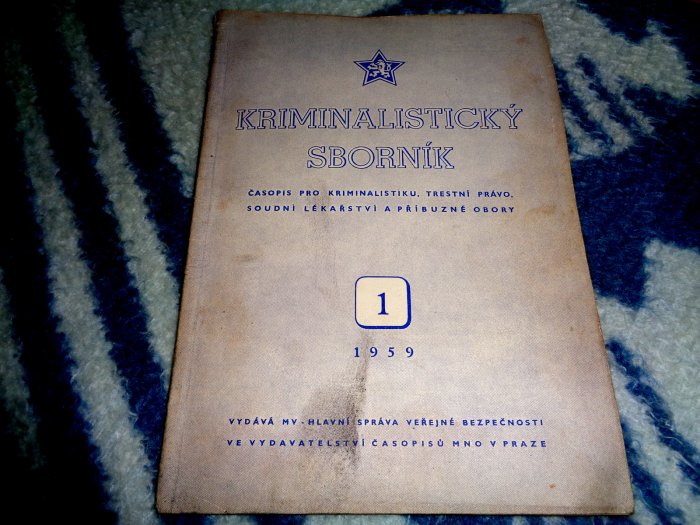 KRIMINALISTICKÝ
SBORNÍK
ČASOPIS PRO KRIMINALISTIKU, TRESTNÍ PRÁVO,
SOUDNÍ LÉKAŘSTVÍ A PŘÍBUZNÉ OBORY
1
1959
VYDÁVÁ MV - HLAVNÍ SPRÁVA VEŘEJNÉ BEZPEČNOSTI
VE VYDAVATELSTVÍ ČASOPISŮ MNO V PRAZE